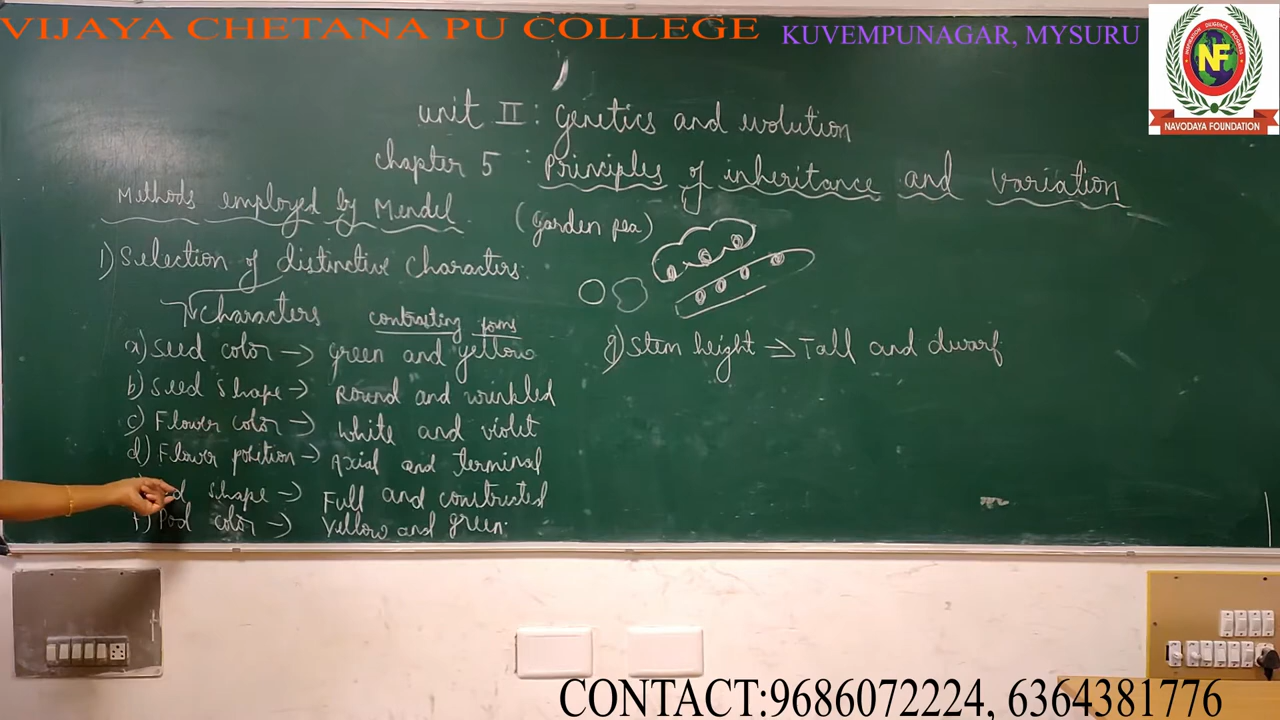 VIJAYA CHETANA PU COLLEGE KUVEMPUNAGAR, MYSURU
NF
NAVODAYA FOUNDATION
unit II : Genetics and evolution
chapter 5 : Principles of inheritance and variation
Methods employed by Mendel. (Garden pea)
1) Selection of distinctive characters.
Characters contrasting forms
a) Seed color → green and yellow
b) Seed shape → Round and wrinkled
c) Flower color → white and violet
d) Flower position → Axial and terminal
shape → Full and constricted
f) Pod color → Yellow and green.
g) Stem height → Tall and dwarf
CONTACT:9686072224, 6364381776